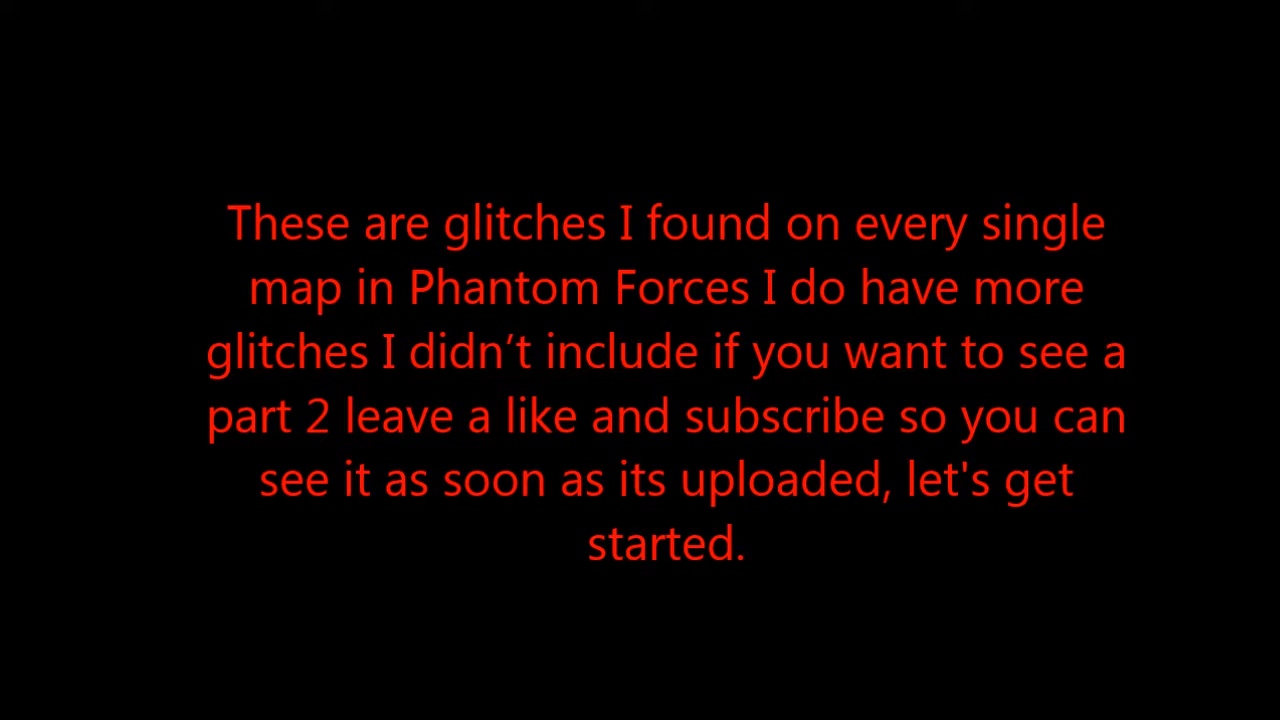 These are glitches I found on every single
map in Phantom Forces I do have more
glitches I didn’t include if you want to see a
part 2 leave a like and subscribe so you can
see it as soon as its uploaded, let's get
started.